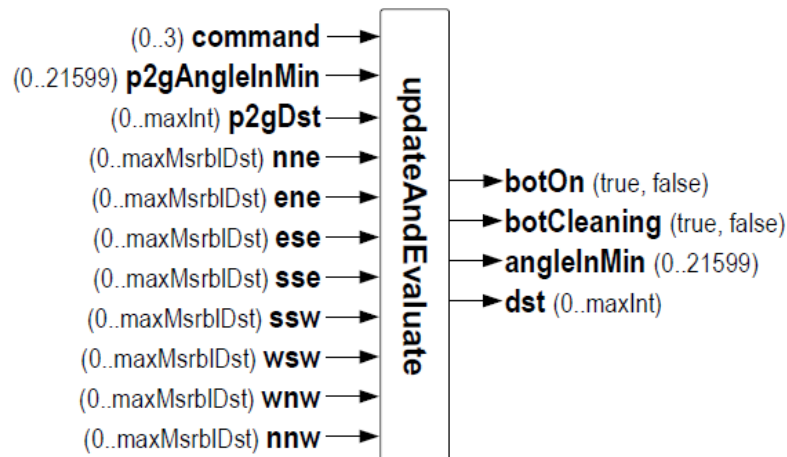 (0..3) command
(0..21599) p2gAngleInMin
(0..maxInt) p2gDst
(0..maxMsrblDst) nne
(0..maxMsrblDst) ene
(0..maxMsrblDst) ese
(0..maxMsrblDst) sse
(0..maxMsrblDst) ssw
(0..maxMsrblDst) wsw
(0..maxMsrblDst) wnw
(0..maxMsrblDst) nnw
updateAndEvaluate
botOn (true, false)
botCleaning (true, false)
angleInMin (0..21599)
dst (0..maxInt)